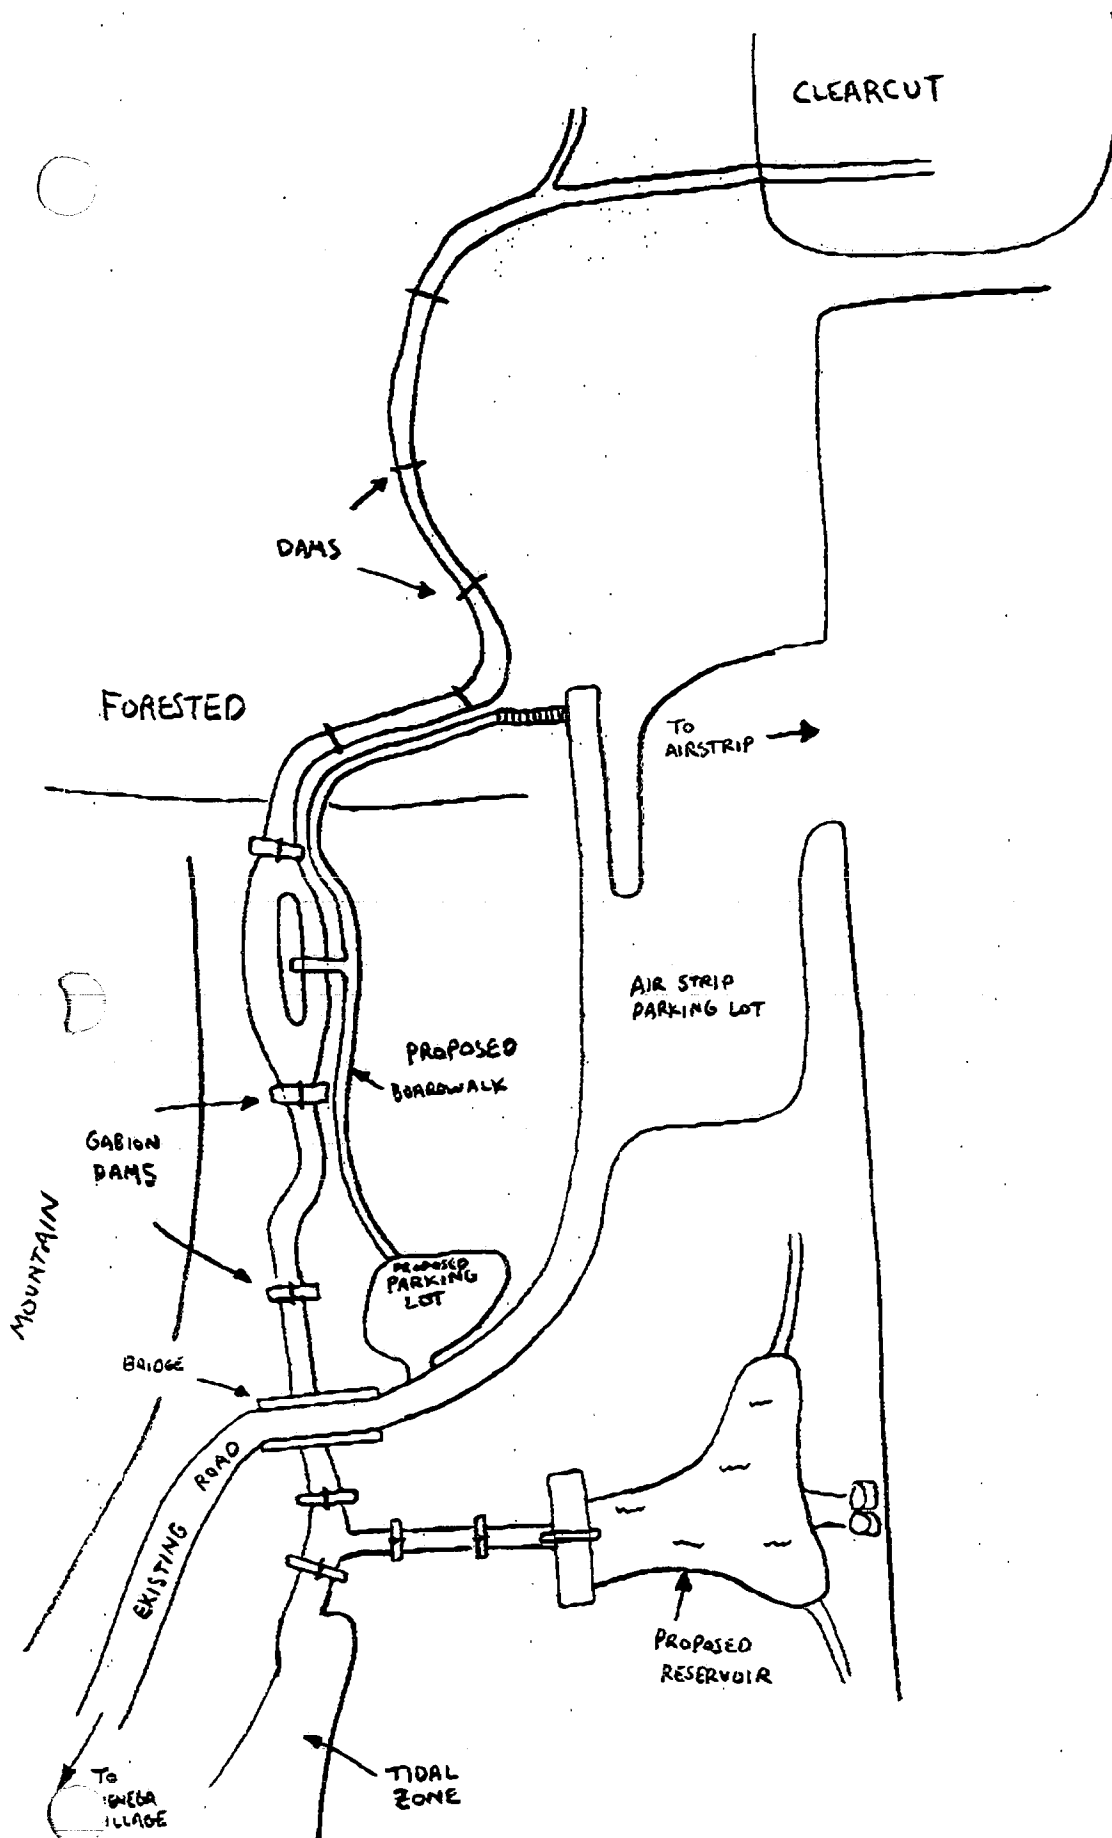 CLEARCUT
DAMS
FORESTED
TO
AIRSTRIP
AIR STRIP
PARKING LOT
PROPOSED
BOARDWALK
GABION
DAMS
MOUNTAIN
PROPOSED
PARKING
LOT
BRIDGE
EXISTING ROAD
PROPOSED
RESERVOIR
TIDAL
ZONE
TO